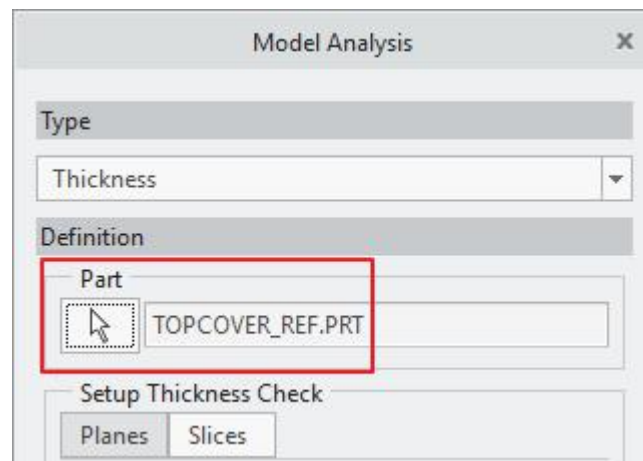 Model Analysis
Type
Thickness
Definition
Part
TOPCOVER_REF.PRT
Setup Thickness Check
Planes Slices